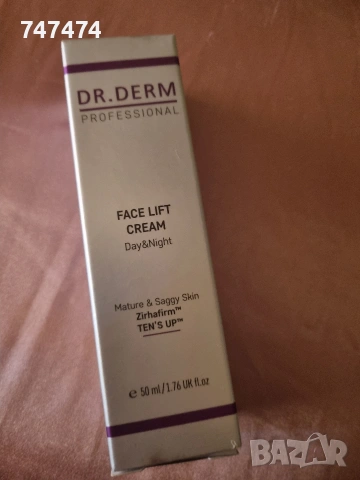 747474
DR.DERM
PROFESSIONAL
FACE LIFT
CREAM
Day&Night
Mature & Saggy Skin
Zirhafirm™
TEN'S UP™
℮ 50 ml / 1.76 UK fl.oz
BAZAR